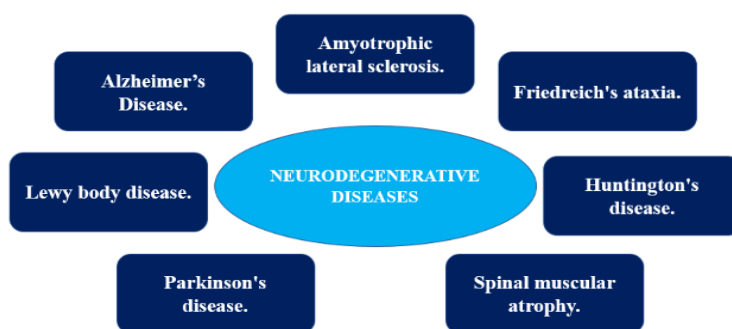 Amyotrophic
lateral sclerosis.
Alzheimer’s
Disease.
Friedreich's ataxia.
NEURODEGENERATIVE
DISEASES
Lewy body disease.
Huntington's
disease.
Parkinson's
disease.
Spinal muscular
atrophy.